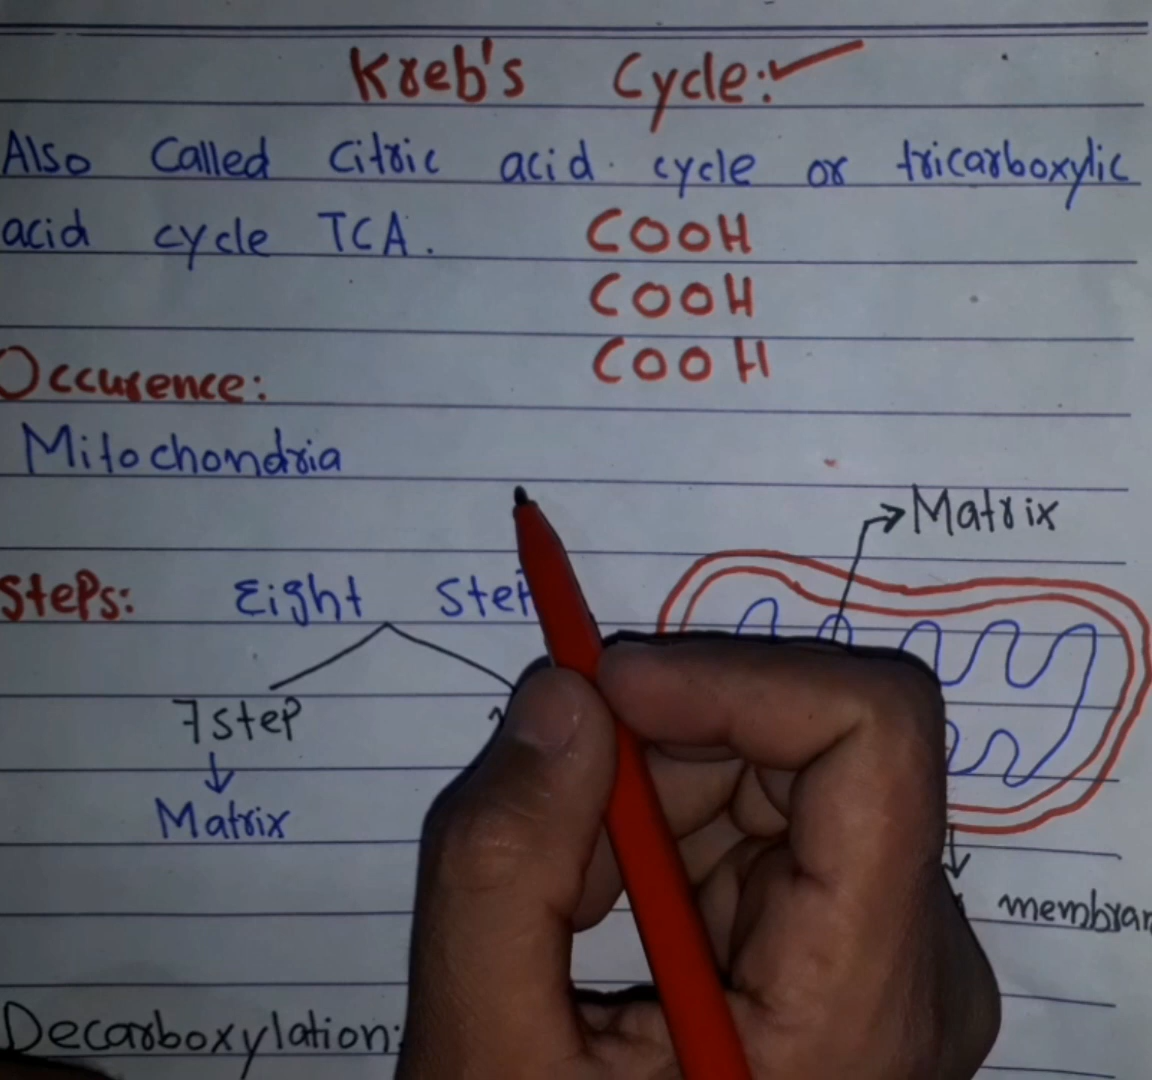 Kreb's Cycle:
Also Called Citric acid cycle or tricarboxylic
acid cycle TCA.
COOH
COOH
COOH
Occurence:
Mitochondria
Matrix
Steps: Eight
7 step
Matrix
membran
Decarboxylation: